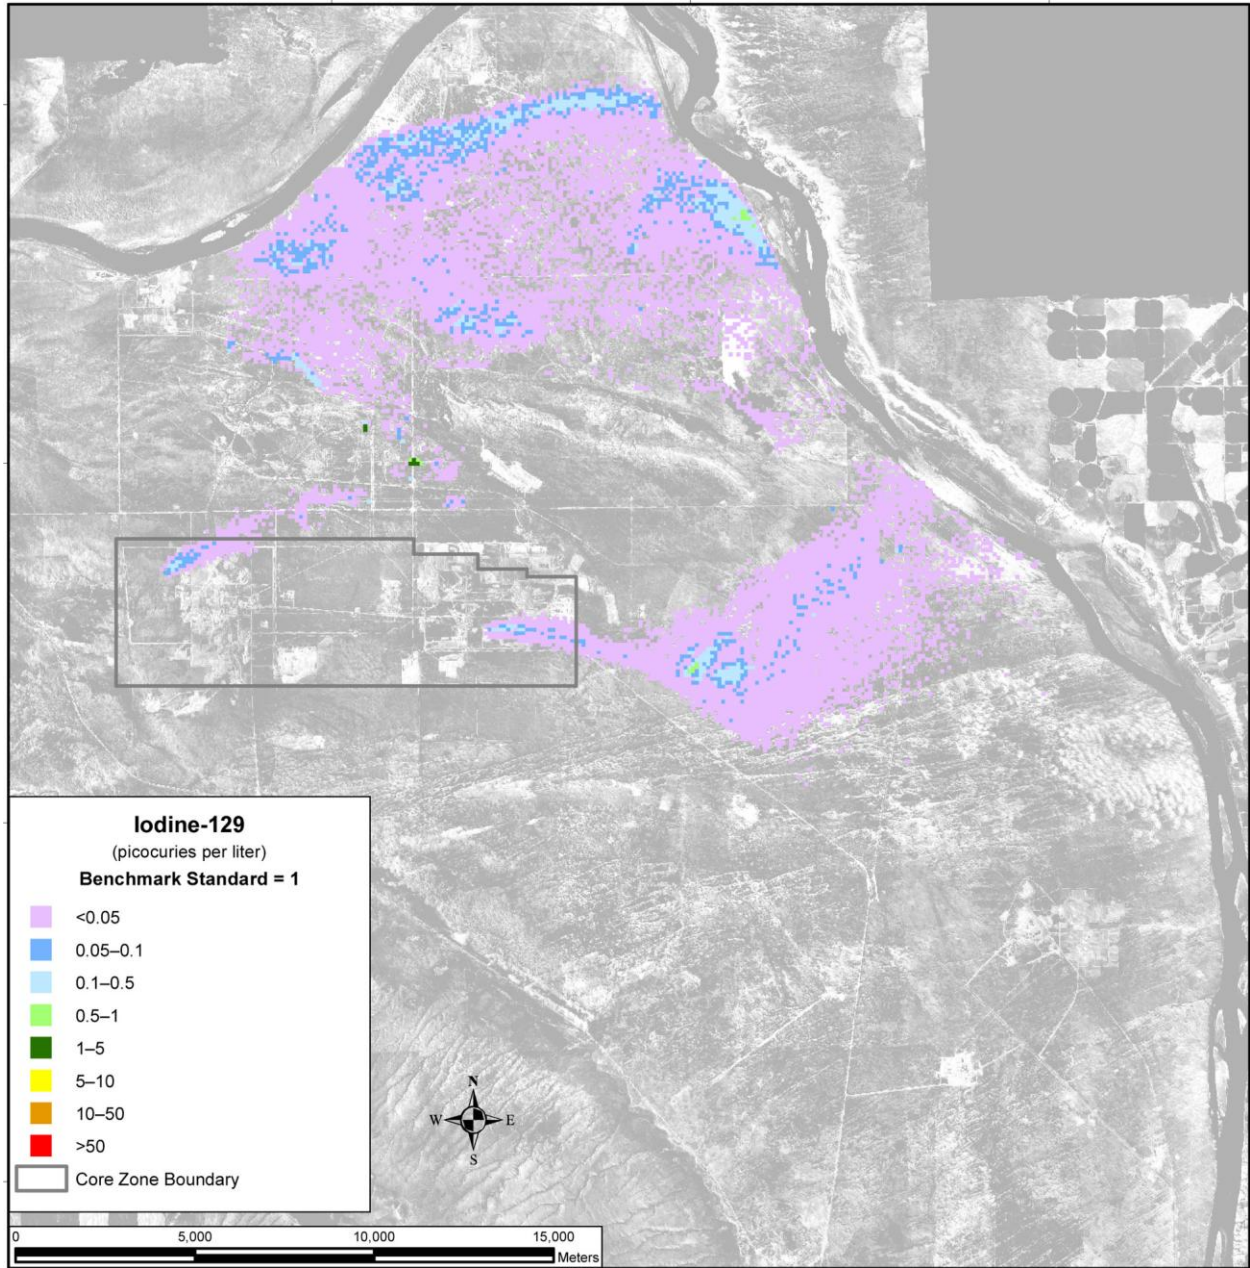 Iodine-129
(picocuries per liter)
Benchmark Standard = 1
<0.05
0.05–0.1
0.1–0.5
0.5–1
1–5
5–10
10–50
>50
Core Zone Boundary
N
W E
S
0 5,000 10,000 15,000
Meters